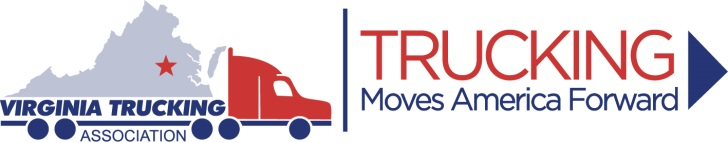 VIRGINIA TRUCKING
ASSOCIATION
TRUCKING
Moves America Forward